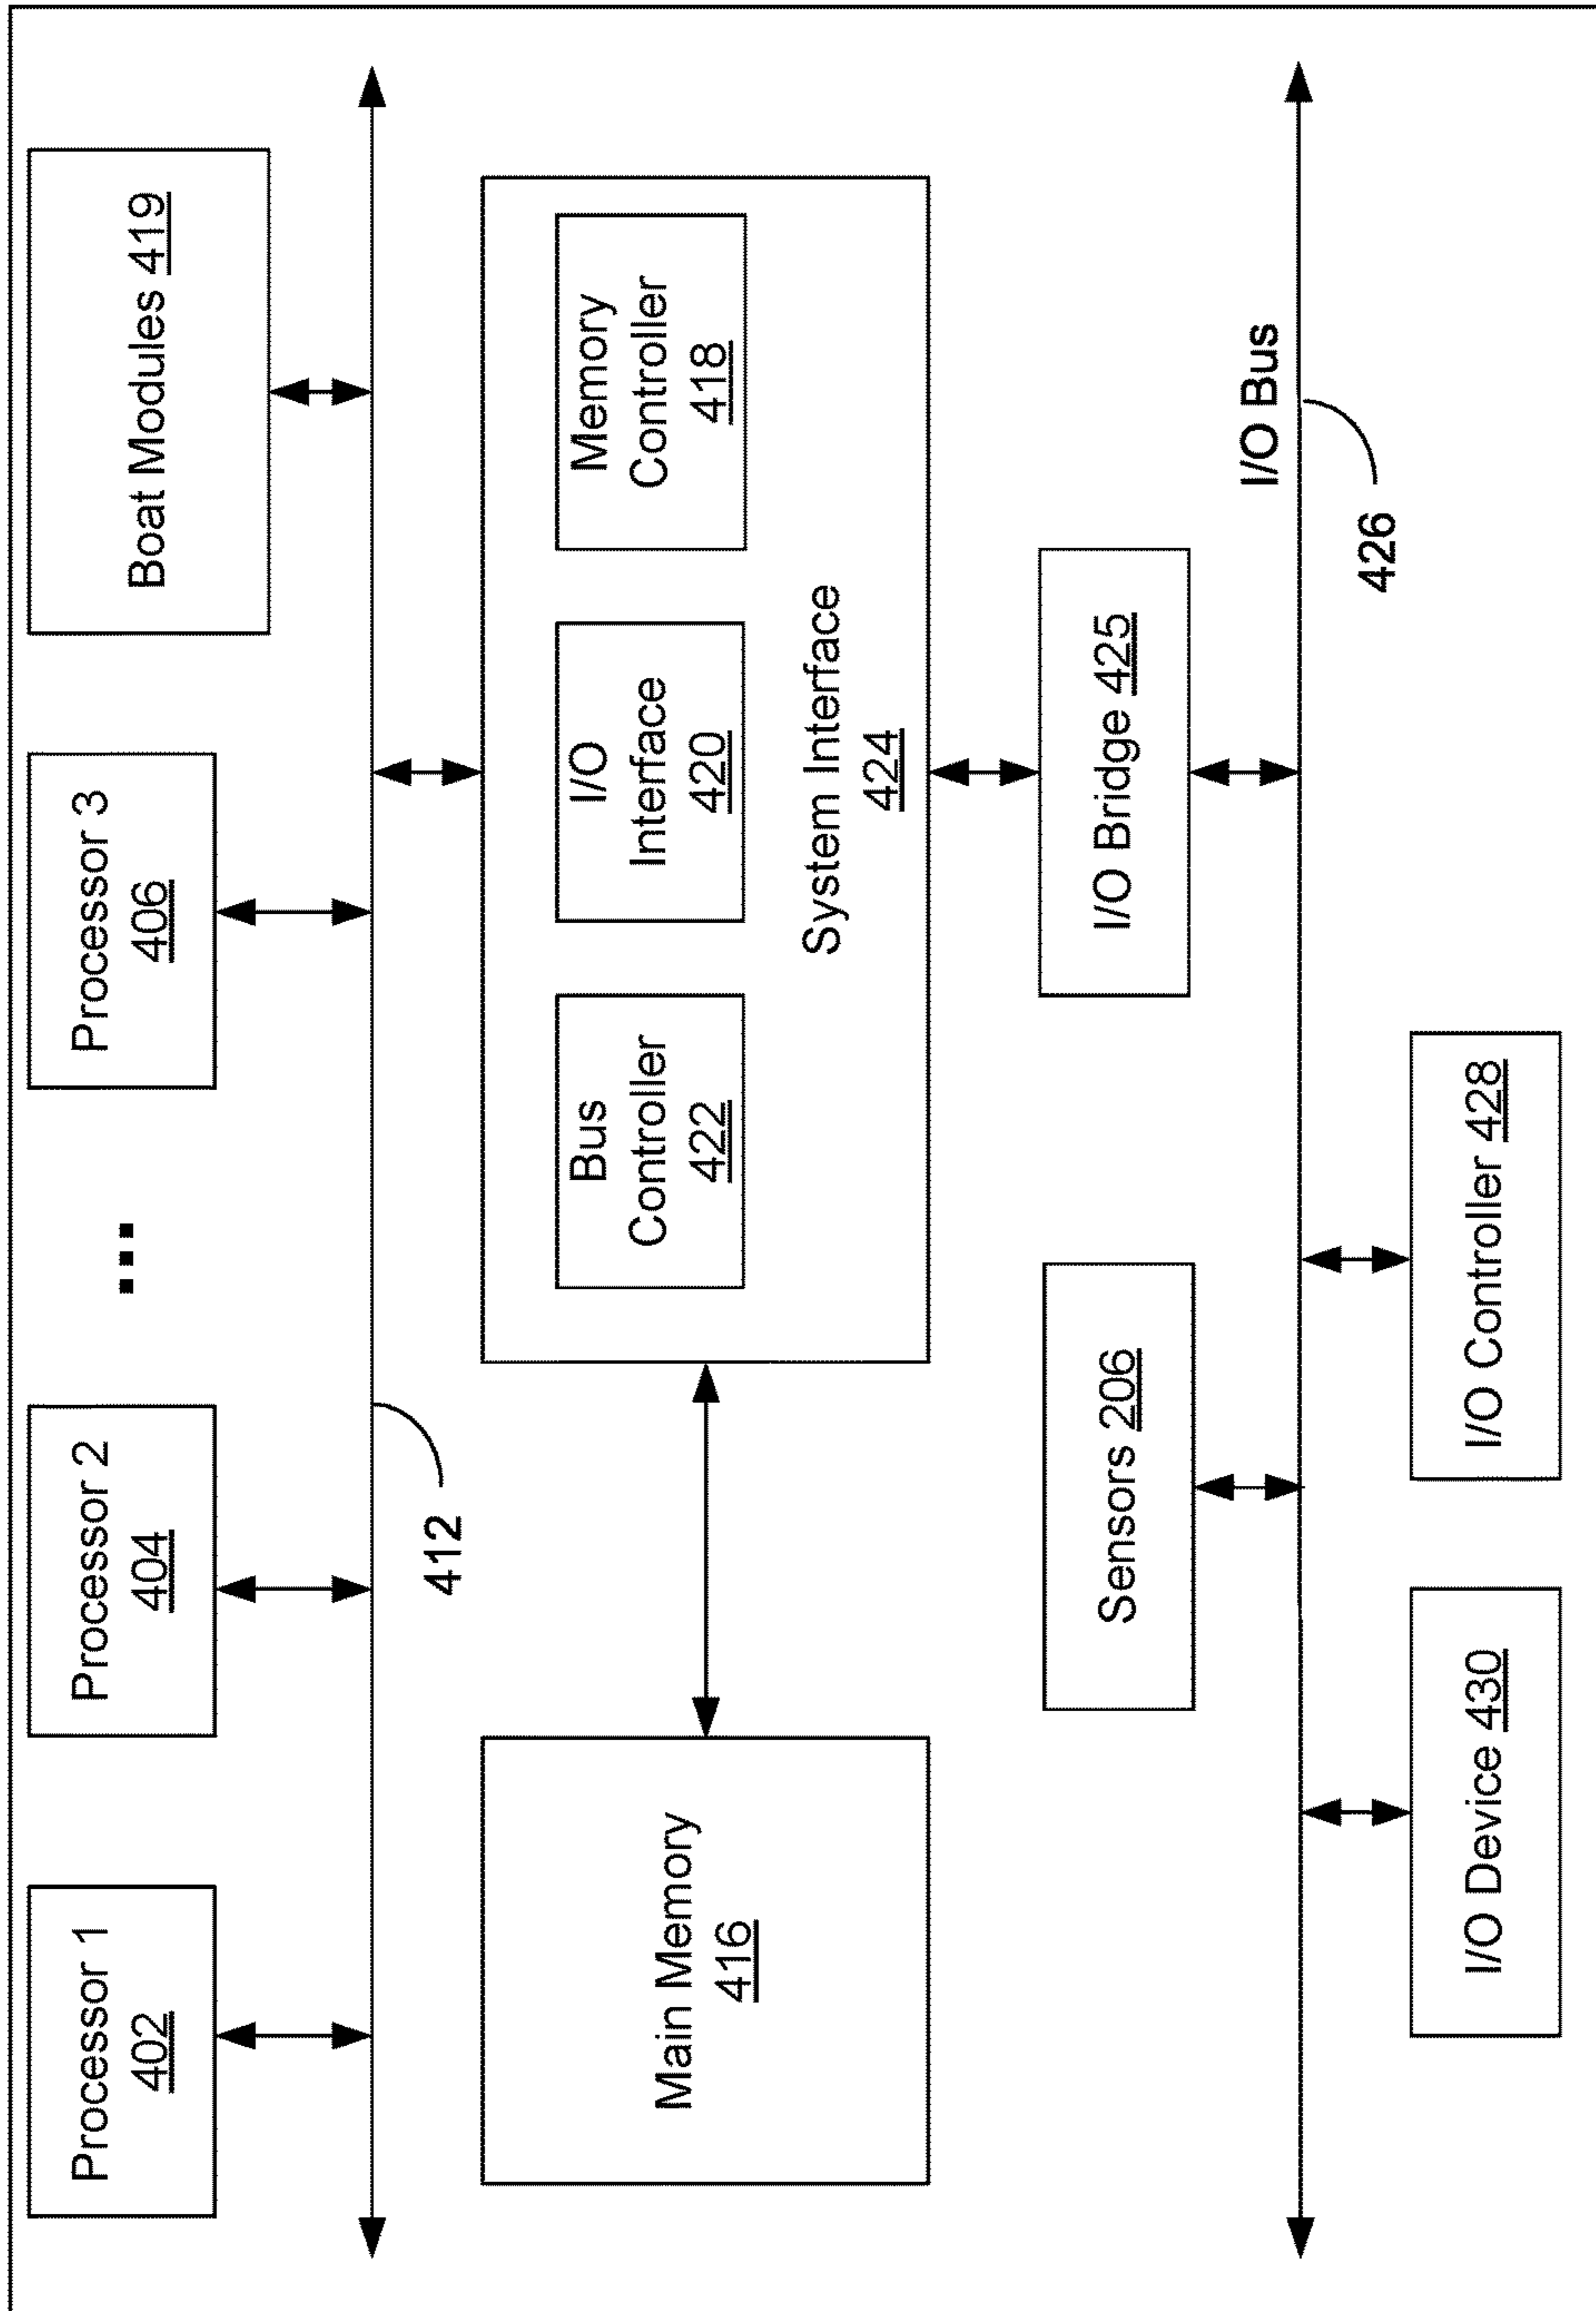 Processor 1
402
Processor 2
404
...
Processor 3
406
Boat Modules 419
412
Main Memory
416
Bus
Controller
422
I/O
Interface
420
Memory
Controller
418
System Interface
424
Sensors 206
I/O Bridge 425
I/O Bus
426
I/O Device 430
I/O Controller 428